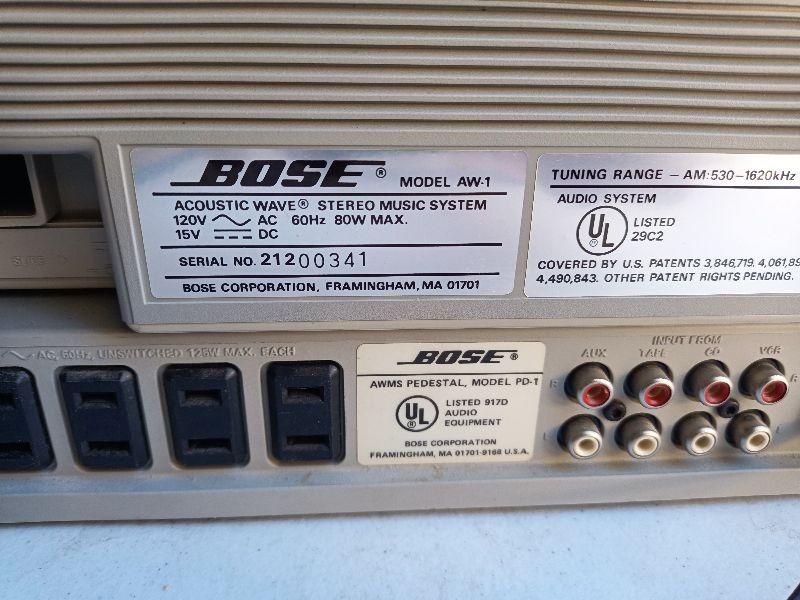 BOSE® MODEL AW-1
ACOUSTIC WAVE® STEREO MUSIC SYSTEM
120V AC 60Hz 80W MAX.
15V DC
SERIAL NO. 21200341
BOSE CORPORATION, FRAMINGHAM, MA 01701
TUNING RANGE - AM: 530-1620kHz
AUDIO SYSTEM
UL ® LISTED
29C2
COVERED BY U.S. PATENTS 3,846,719. 4,061,89
4,490,843. OTHER PATENT RIGHTS PENDING.
AC, 60Hz, UNSWITCHED 125W MAX. EACH
BOSE®
AWMS PEDESTAL, MODEL PD-1
UL ® LISTED 917D
AUDIO
EQUIPMENT
BOSE CORPORATION
FRAMINGHAM, MA 01701-9168 U.S.A.
INPUT FROM
AUX TAPE CD VCR
R R
L